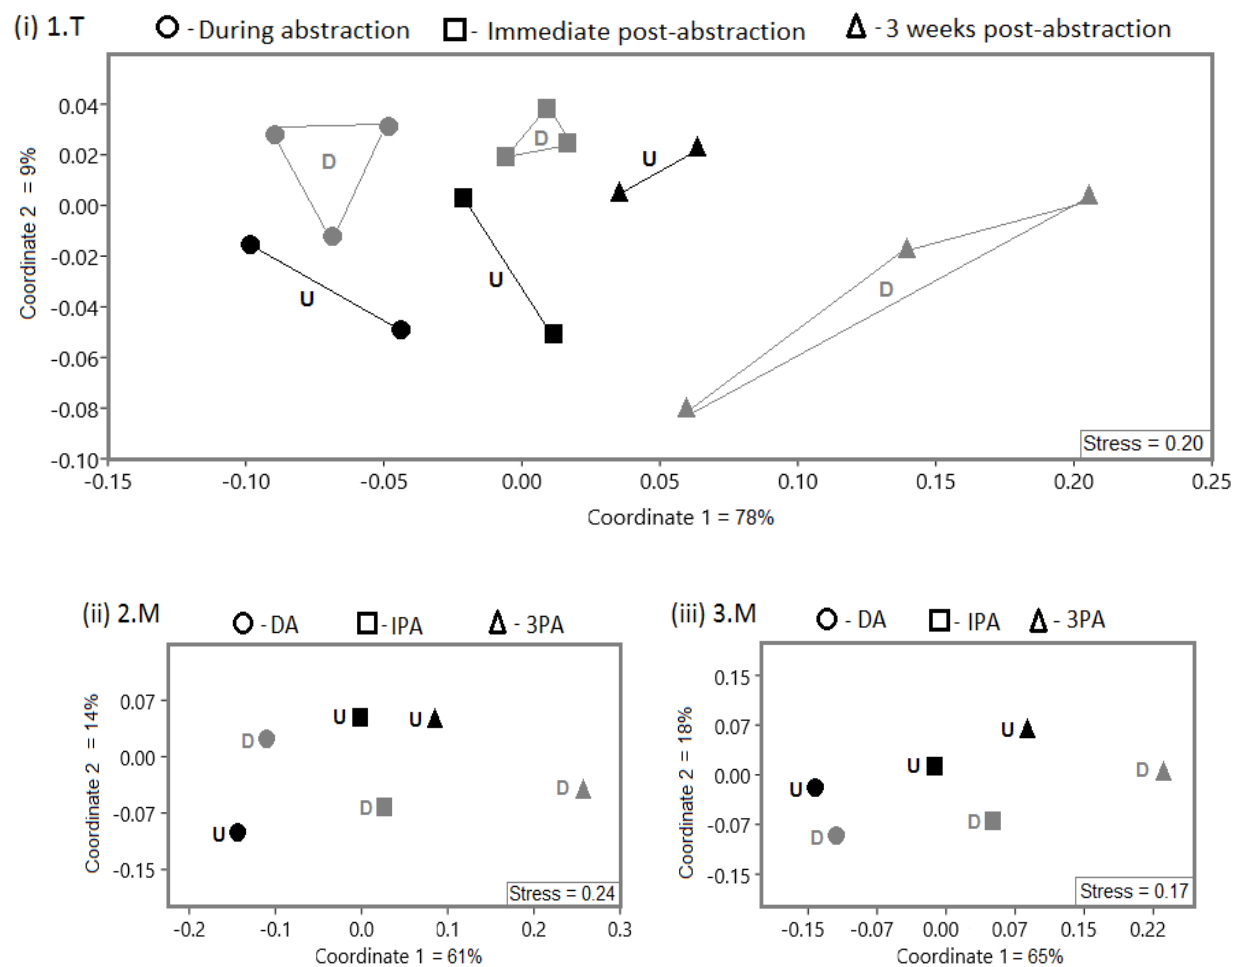 (i) 1.T
- During abstraction
- Immediate post-abstraction
- 3 weeks post-abstraction
0.04
0.02
0.00
-0.02
-0.04
-0.06
-0.08
-0.10
Coordinate 2 = 9%
D
U
D
U
U
D
Stress = 0.20
-0.15 -0.10 -0.05 0.00 0.05 0.10 0.15 0.20 0.25
Coordinate 1 = 78%
(ii) 2.M
- DA
- IPA
- 3PA
0.07
0.00
-0.07
-0.15
Coordinate 2 = 14%
U
U
D
D
D
U
Stress = 0.24
-0.2 -0.1 0.0 0.1 0.2 0.3
Coordinate 1 = 61%
(iii) 3.M
- DA
- IPA
- 3PA
0.15
0.07
0.00
-0.07
-0.15
Coordinate 2 = 18%
U
U
D
U
D
D
Stress = 0.17
-0.15 -0.07 0.00 0.07 0.15 0.22
Coordinate 1 = 65%